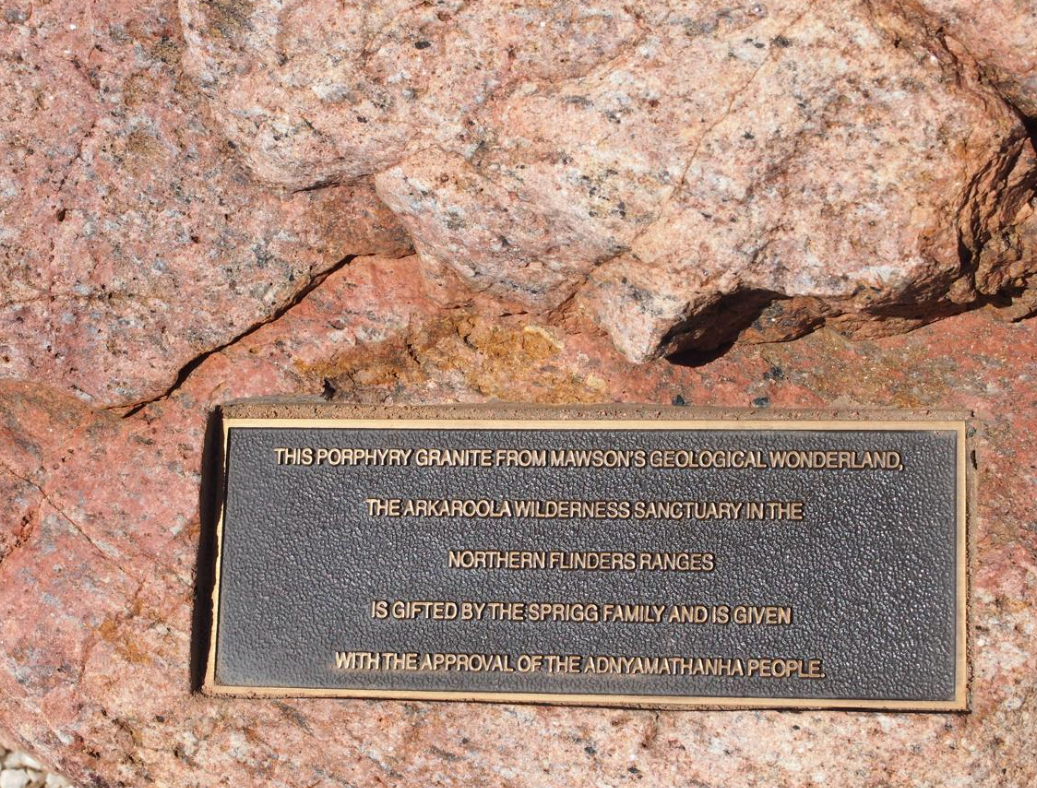 THIS PORPHYRY GRANITE FROM MAWSON'S GEOLOGICAL WONDERLAND,
THE ARKAROOLA WILDERNESS SANCTUARY IN THE
NORTHERN FLINDERS RANGES
IS GIFTED BY THE SPRIGG FAMILY AND IS GIVEN
WITH THE APPROVAL OF THE ADNYAMATHANHA PEOPLE.